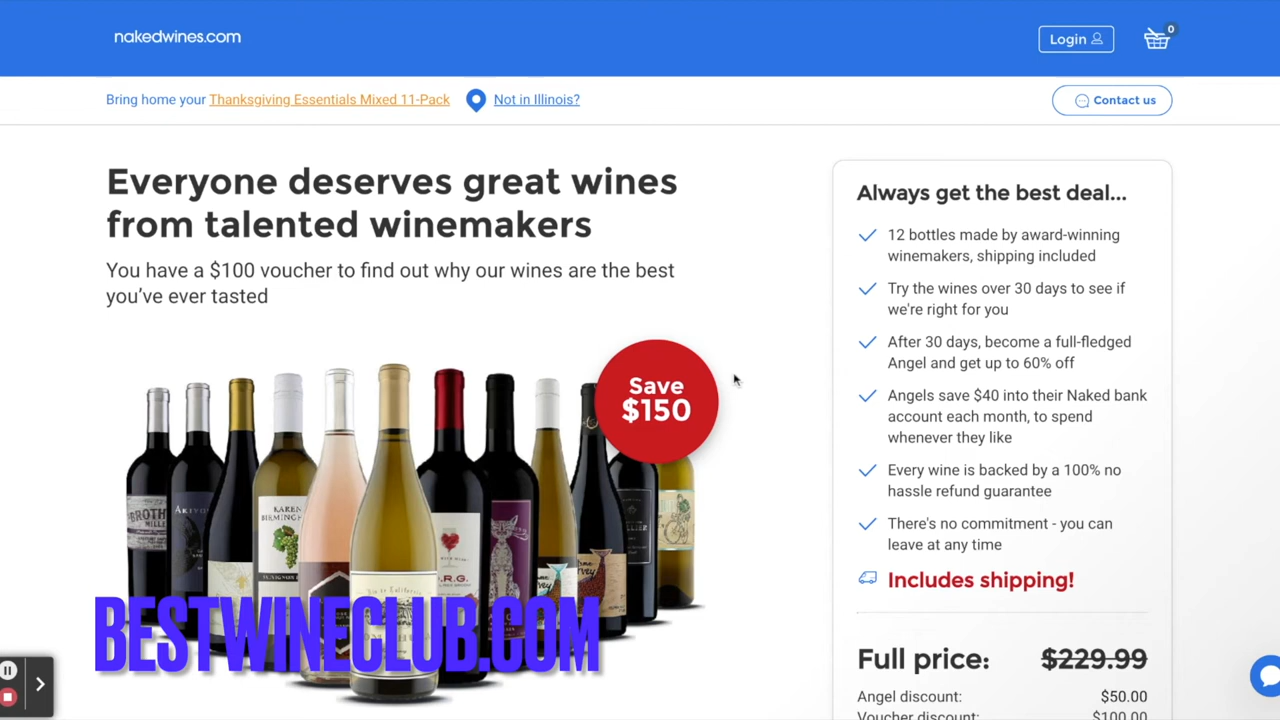 nakedwines.com
Login
0
Bring home your Thanksgiving Essentials Mixed 11-Pack
Not in Illinois?
Contact us
Everyone deserves great wines
from talented winemakers
You have a $100 voucher to find out why our wines are the best
you've ever tasted
Save
$150
KAREN
BIRMINGH
BESTWINECLUB.COM
Always get the best deal...
12 bottles made by award-winning
winemakers, shipping included
Try the wines over 30 days to see if
we're right for you
After 30 days, become a full-fledged
Angel and get up to 60% off
Angels save $40 into their Naked bank
account each month, to spend
whenever they like
Every wine is backed by a 100% no
hassle refund guarantee
There's no commitment - you can
leave at any time
Includes shipping!
Full price: $229.99
Angel discount: $50.00
Voucher discount: $100.00